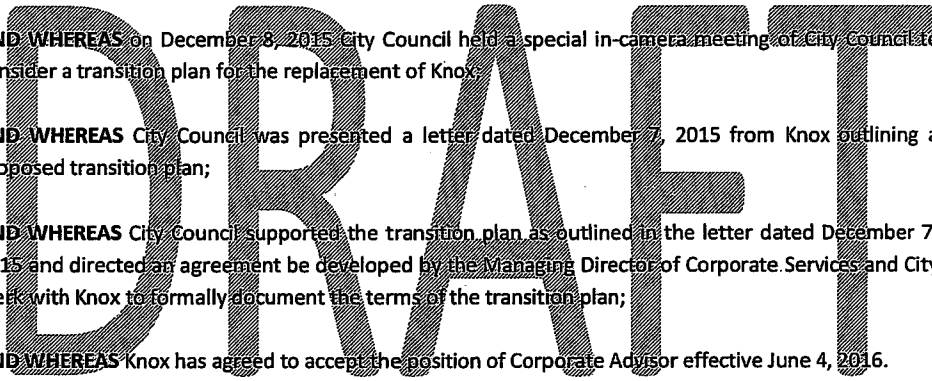 ND WHEREAS on December 8, 2015 City Council held a special in-camera meeting of City Council to
nsider a transition plan for the replacement of Knox;
ND WHEREAS City Council was presented a letter dated December 7, 2015 from Knox outlining a
oposed transition plan;
ND WHEREAS City Council supported the transition plan as outlined in the letter dated December 7,
15 and directed an agreement be developed by the Managing Director of Corporate Services and City
erk with Knox to formally document the terms of the transition plan;
ND WHEREAS Knox has agreed to accept the position of Corporate Advisor effective June 4, 2016.
DRAFT